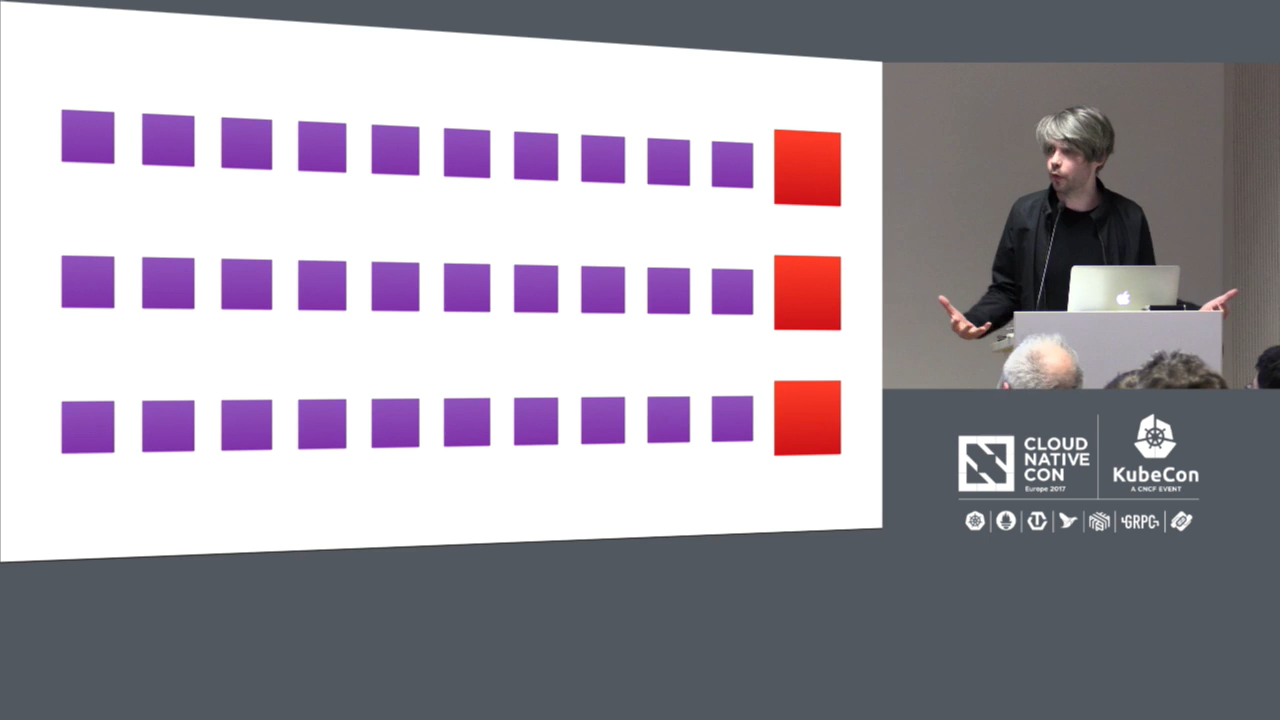 CLOUD
NATIVE
CON
Europe 2017
KubeCon
A CNCF EVENT
GRPC